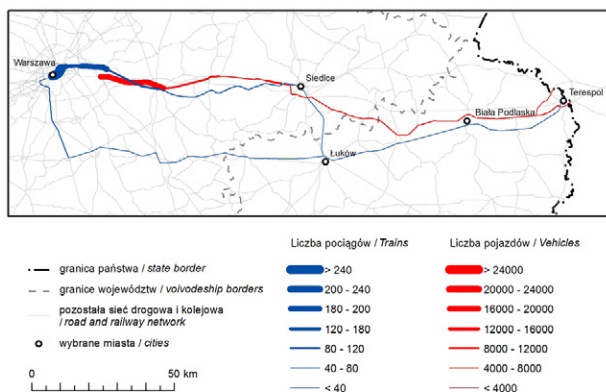 Warszawa
Siedlce
Terespol
Biała Podlaska
Łuków
Liczba pociągów / Trains
Liczba pojazdów / Vehicles
granica państwa / state border
granice województw / voivodeship borders
pozostała sieć drogowa i kolejowa
/ road and railway network
wybrane miasta / cities
0
50 km
> 240
200 - 240
180 - 200
120 - 180
80 - 120
40 - 80
< 40
> 24000
20000 - 24000
16000 - 20000
12000 - 16000
8000 - 12000
4000 - 8000
< 4000